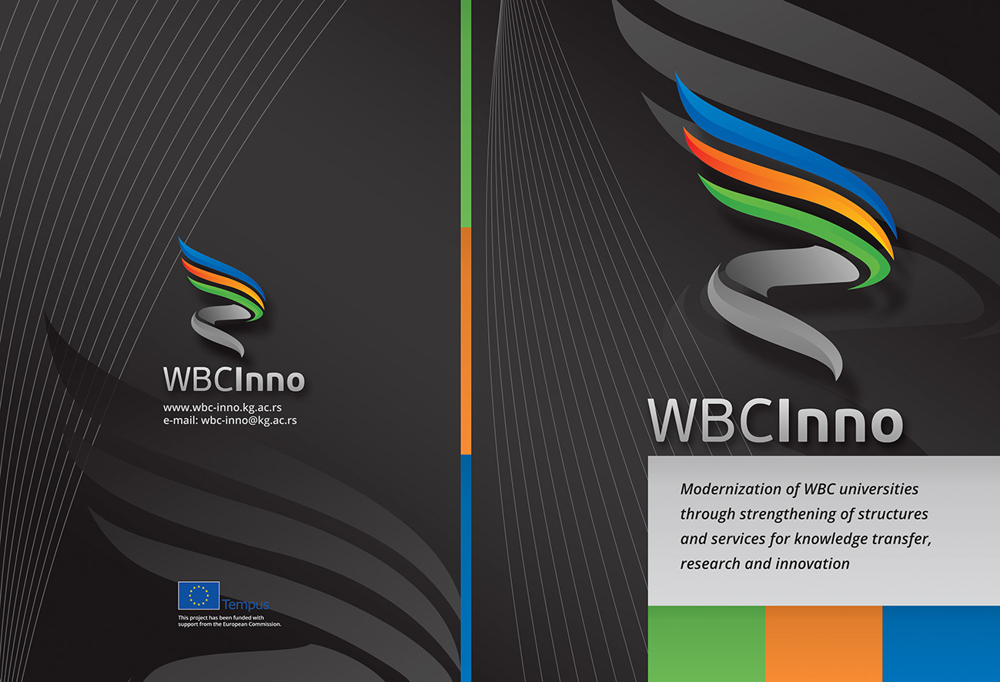 WBCInno
www.wbc-inno.kg.ac.rs
e-mail: wbc-inno@kg.ac.rs
Tempus
This project has been funded with
support from the European Commission.
WBCInno
Modernization of WBC universities
through strengthening of structures
and services for knowledge transfer,
research and innovation